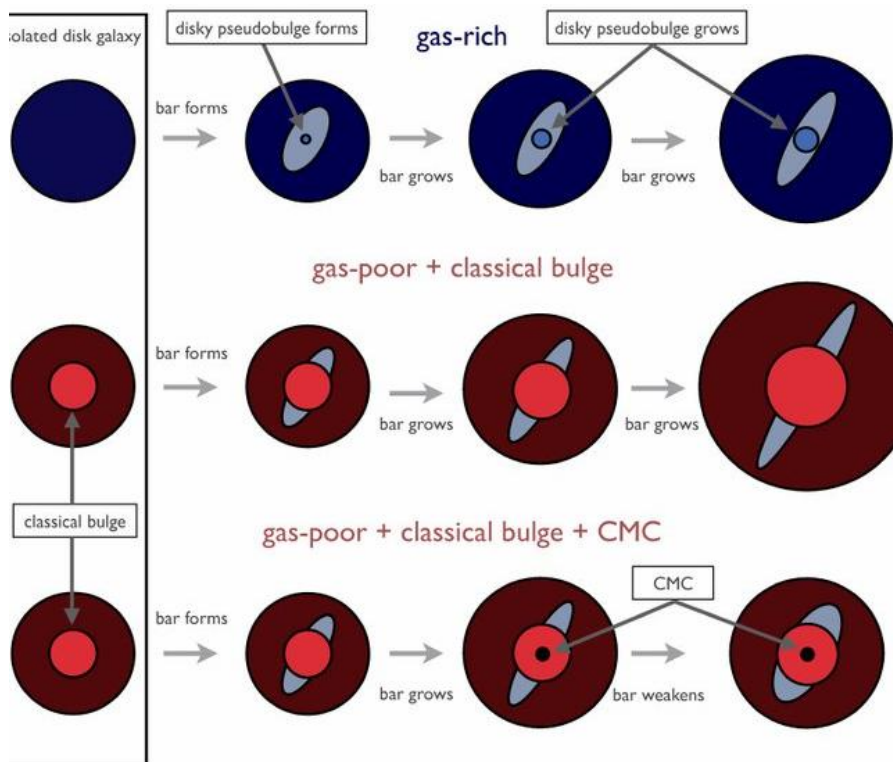 solated disk galaxy
disky pseudobulge forms
gas-rich
disky pseudobulge grows
bar forms
bar grows
bar grows
gas-poor + classical bulge
bar forms
bar grows
bar grows
classical bulge
gas-poor + classical bulge + CMC
CMC
bar forms
bar grows
bar weakens